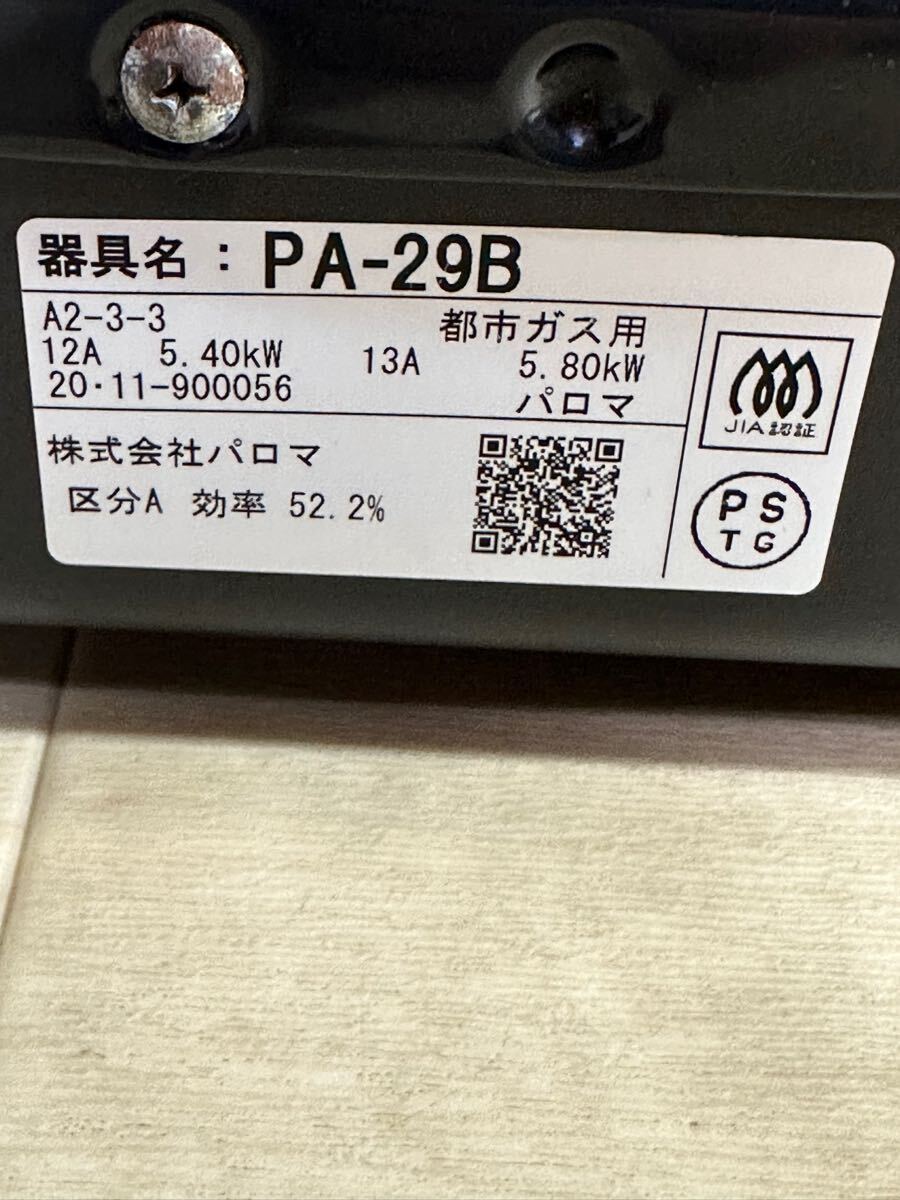 器具名：PA-29B
A2-3-3 都市ガス用
12A 5.40kW 13A 5.80kW
20・11-900056 パロマ
JIA認証
株式会社パロマ
区分A 効率 52.2%
PS
TG